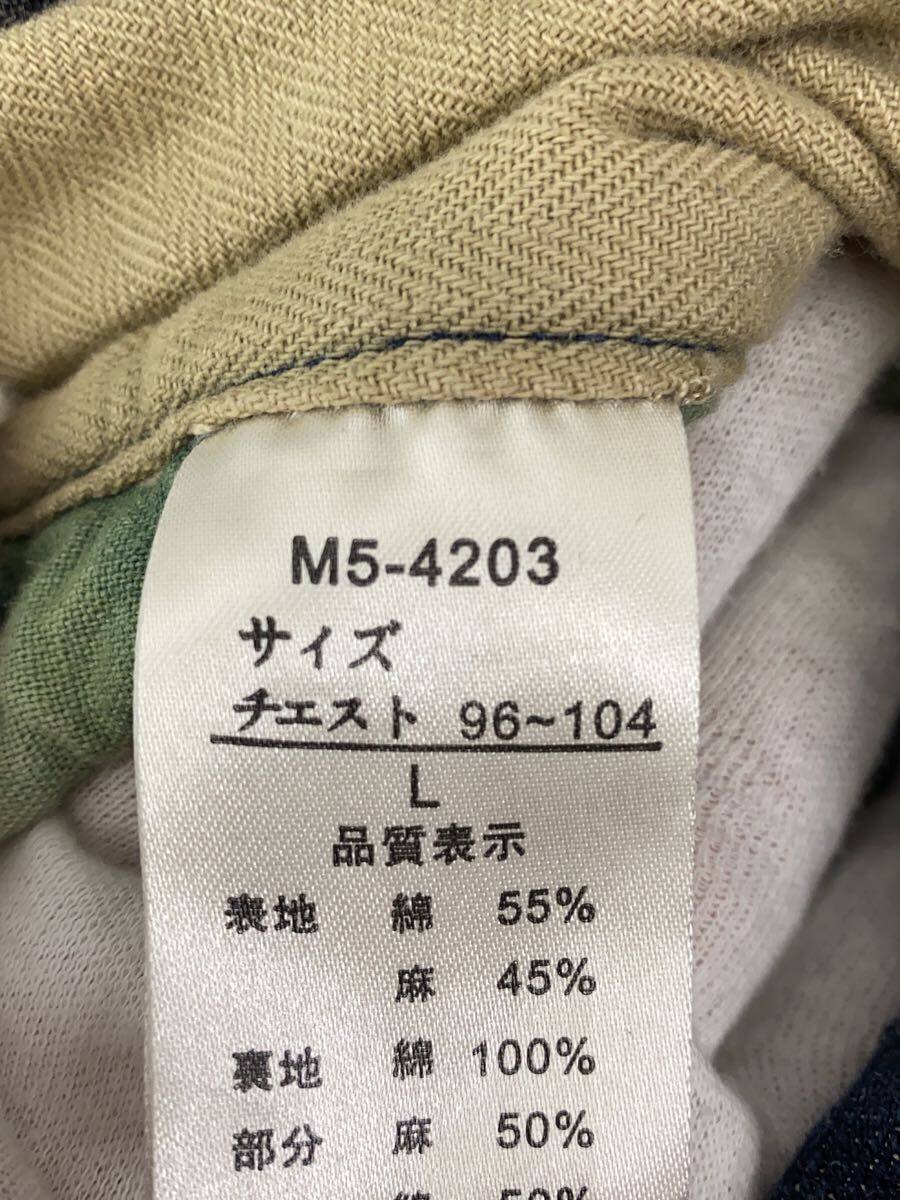 M5-4203
サイズ
チエスト 96~104
L
品質表示
表地 綿 55%
麻 45%
裏地 綿 100%
部分 麻 50%
50%